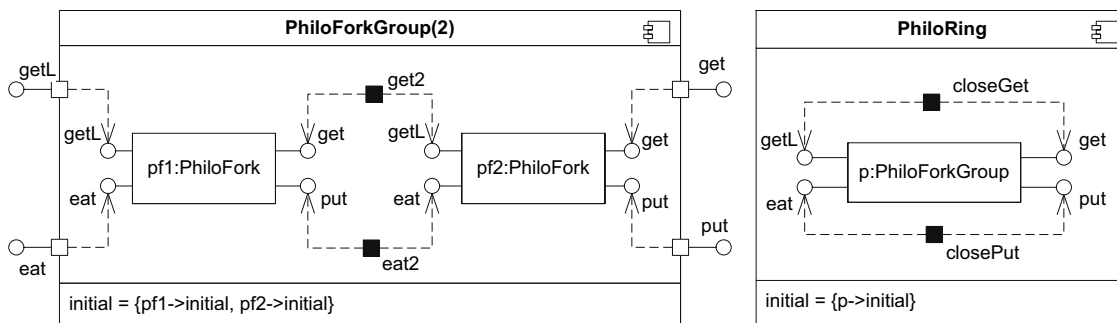 PhiloForkGroup(2)
getL
get2
get
getL
get
getL
get
pf1:PhiloFork
pf2:PhiloFork
eat
put
eat
put
eat
eat2
put
initial = {pf1->initial, pf2->initial}
PhiloRing
closeGet
getL
get
p:PhiloForkGroup
eat
put
closePut
initial = {p->initial}